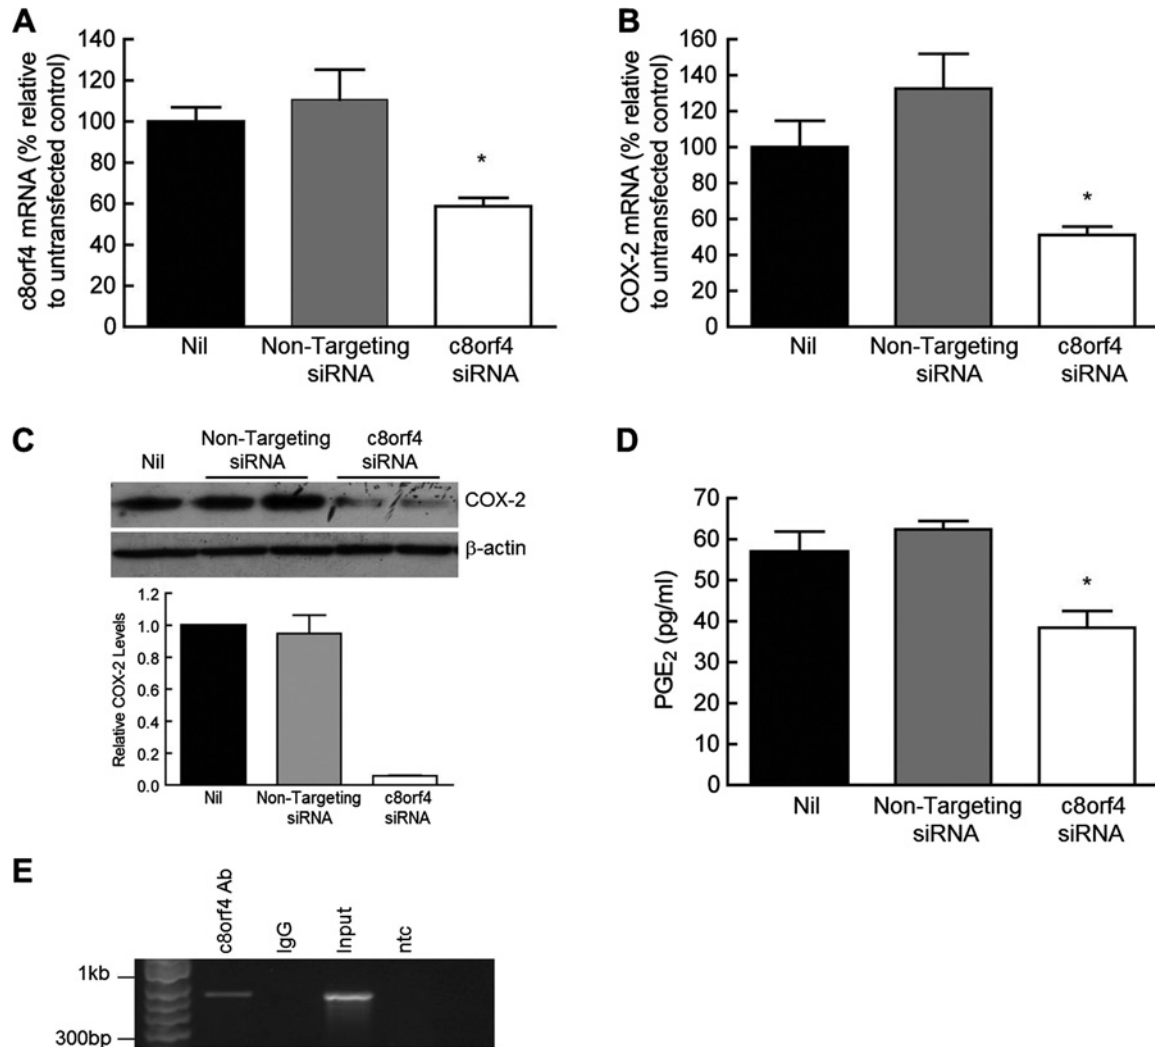 A
c8orf4 mRNA (% relative
to untransfected control)
140
120
100
80
60
40
20
0
*
Nil
Non-Targeting
siRNA
c8orf4
siRNA
B
COX-2 mRNA (% relative
to untransfected control)
160
140
120
100
80
60
40
20
0
*
Nil
Non-Targeting
siRNA
c8orf4
siRNA
C
Nil
Non-Targeting
siRNA
c8orf4
siRNA
COX-2
β-actin
Relative COX-2 Levels
1.2
1.0
0.8
0.6
0.4
0.2
0.0
Nil
Non-Targeting
siRNA
c8orf4
siRNA
D
PGE₂ (pg/ml)
70
60
50
40
30
20
10
0
*
Nil
Non-Targeting
siRNA
c8orf4
siRNA
E
c8orf4 Ab
IgG
Input
ntc
1kb
300bp